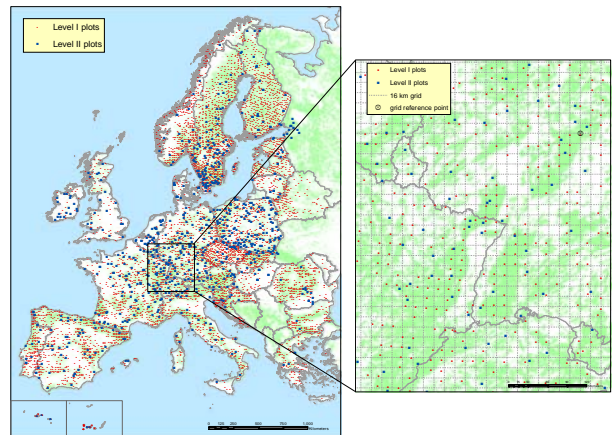 Level I plots
Level II plots
0 125 250 500 750 1.000
Kilometers
Level I plots
Level II plots
16 km grid
grid reference point